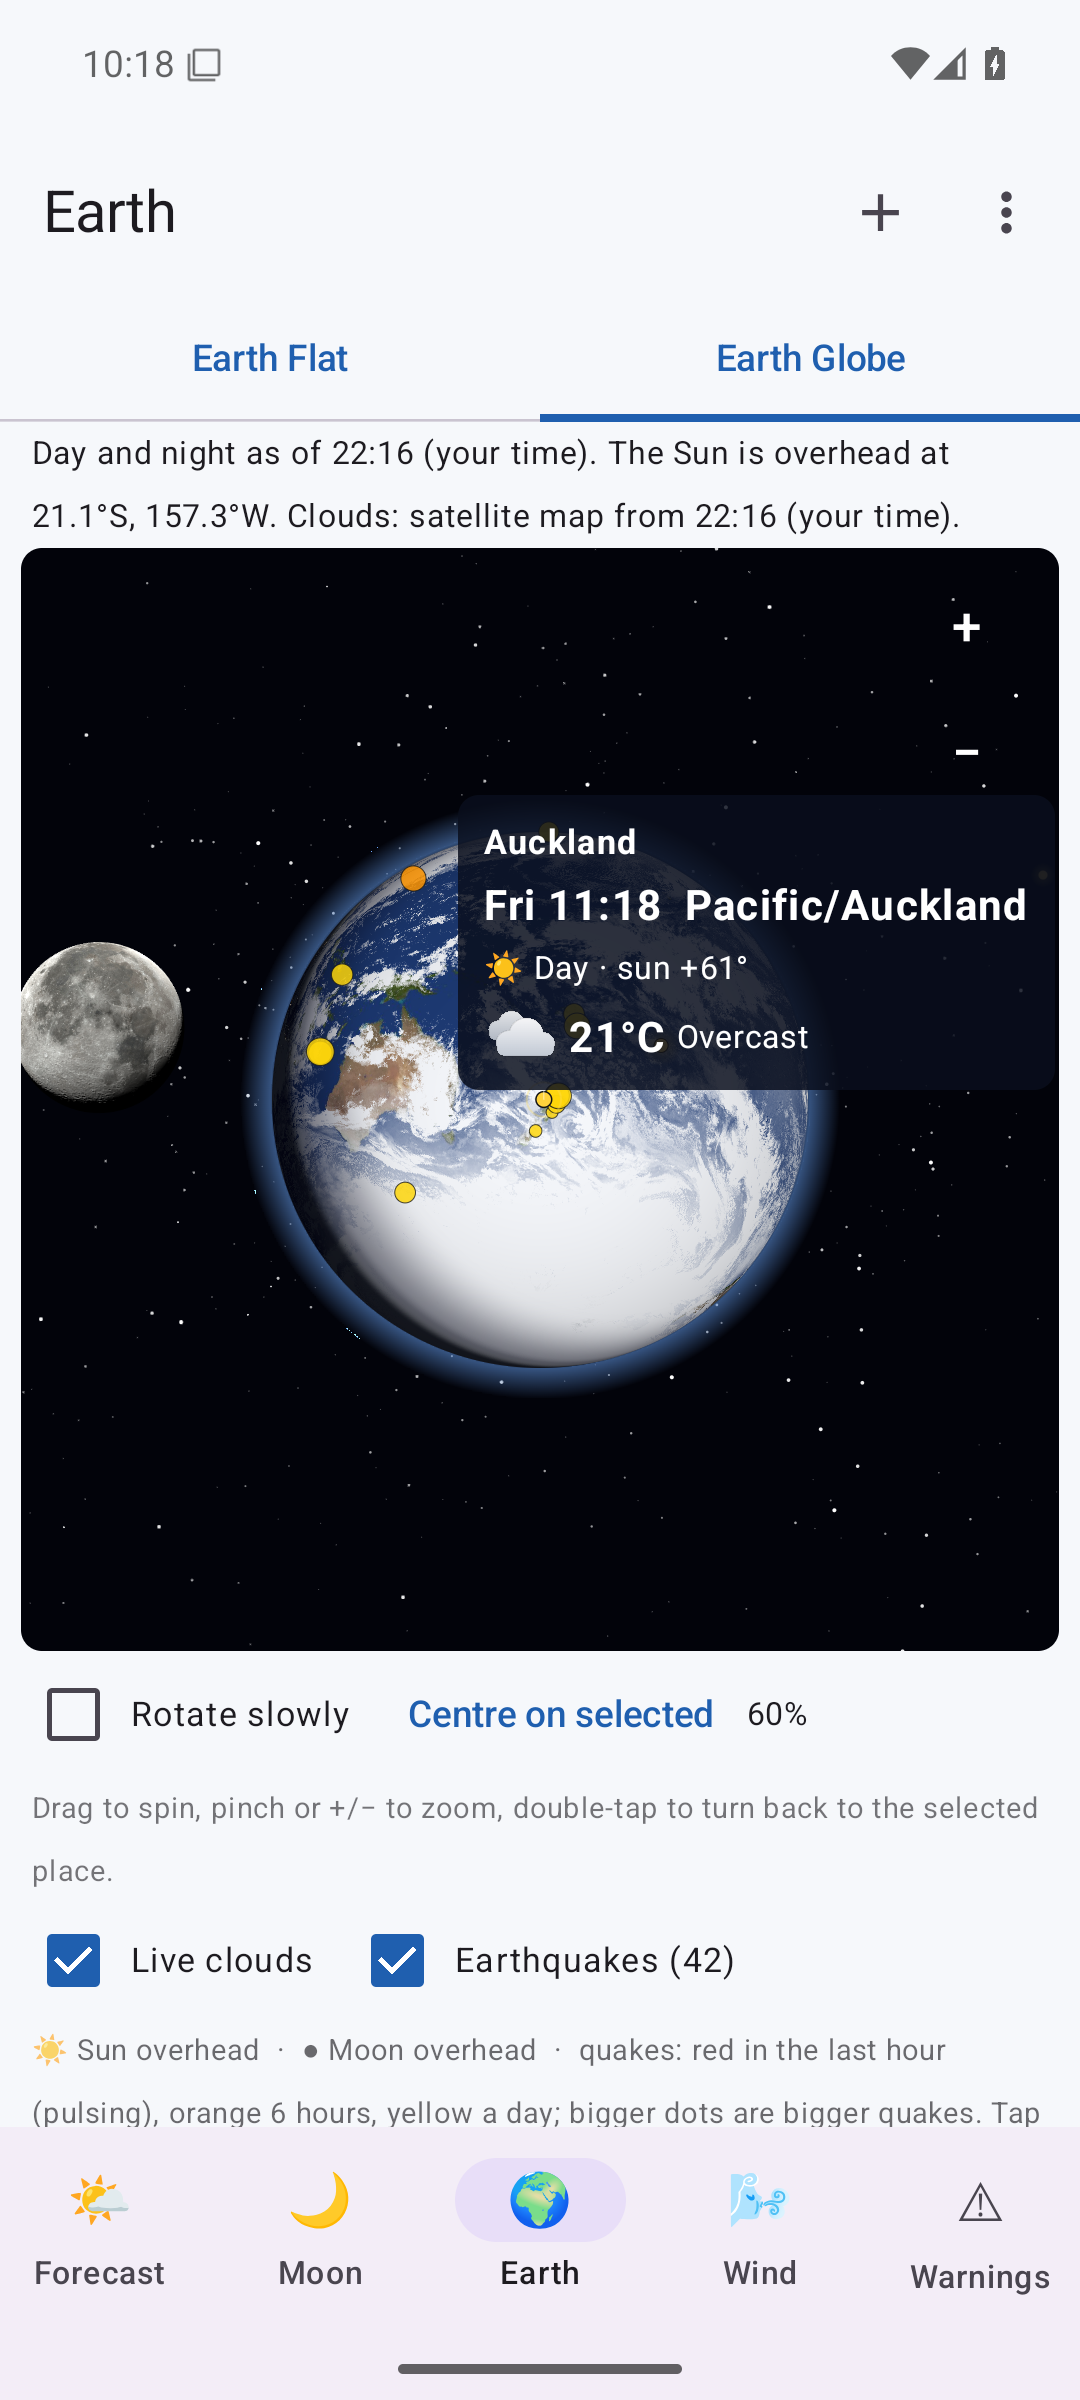 10:18
Earth
Earth Flat
Earth Globe
Day and night as of 22:16 (your time). The Sun is overhead at
21.1°S, 157.3°W. Clouds: satellite map from 22:16 (your time).
+
−
Auckland
Fri 11:18 Pacific/Auckland
Day · sun +61°
21°C Overcast
Rotate slowly
Centre on selected
60%
Drag to spin, pinch or +/− to zoom, double-tap to turn back to the selected
place.
Live clouds
Earthquakes (42)
☀️ Sun overhead · ● Moon overhead · quakes: red in the last hour
(pulsing), orange 6 hours, yellow a day; bigger dots are bigger quakes. Tap
Forecast
Moon
Earth
Wind
Warnings